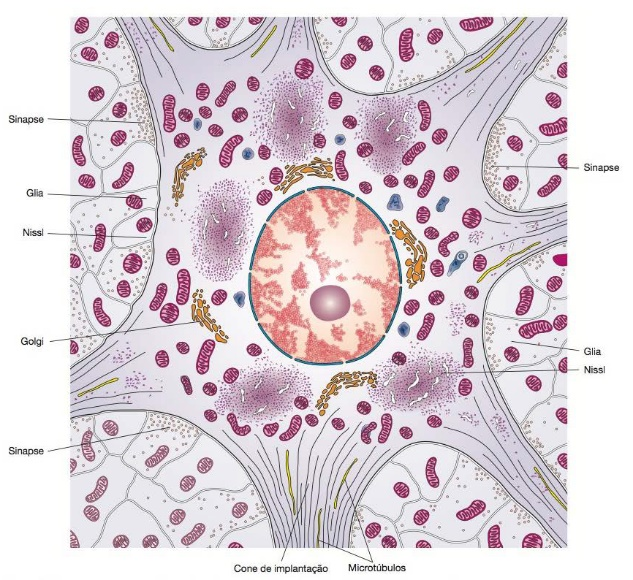 Sinapse
Sinapse
Glia
Nissl
Golgi
Glia
Nissl
Sinapse
Cone de implantação
Microtúbulos